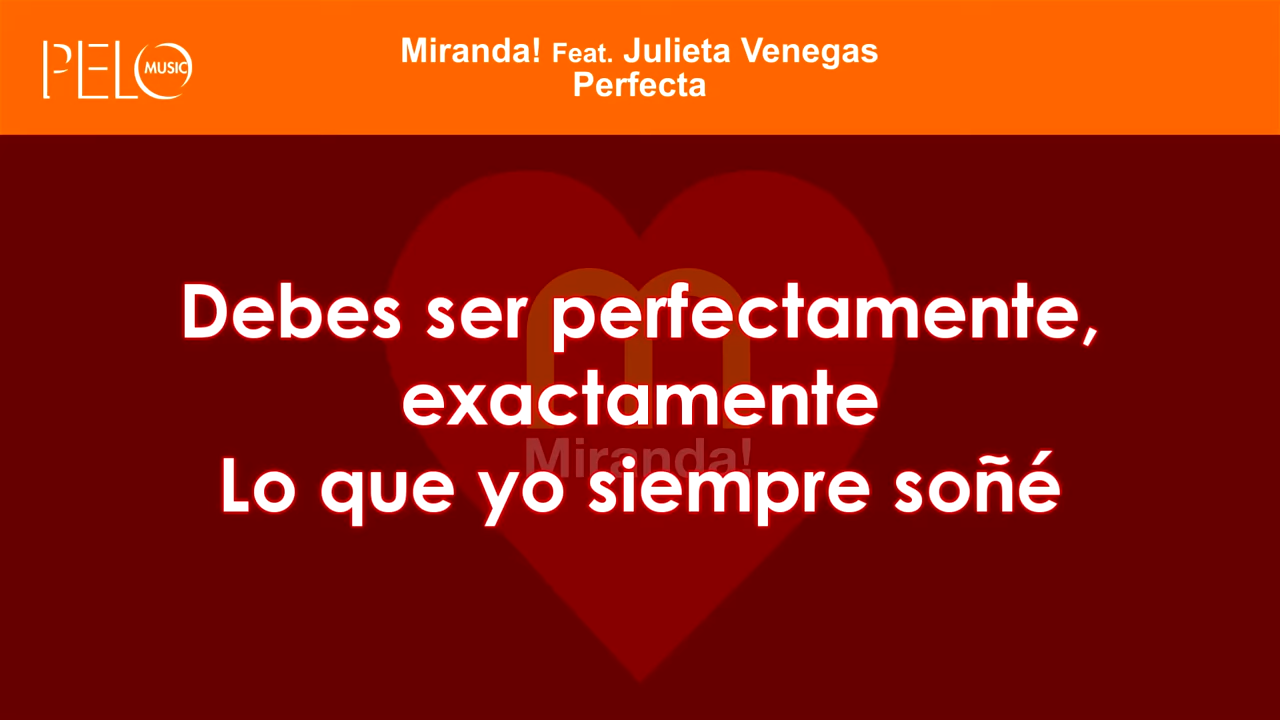 PELO MUSIC
Miranda! Feat. Julieta Venegas
Perfecta
Debes ser perfectamente,
exactamente
Miranda!
Lo que yo siempre soñé